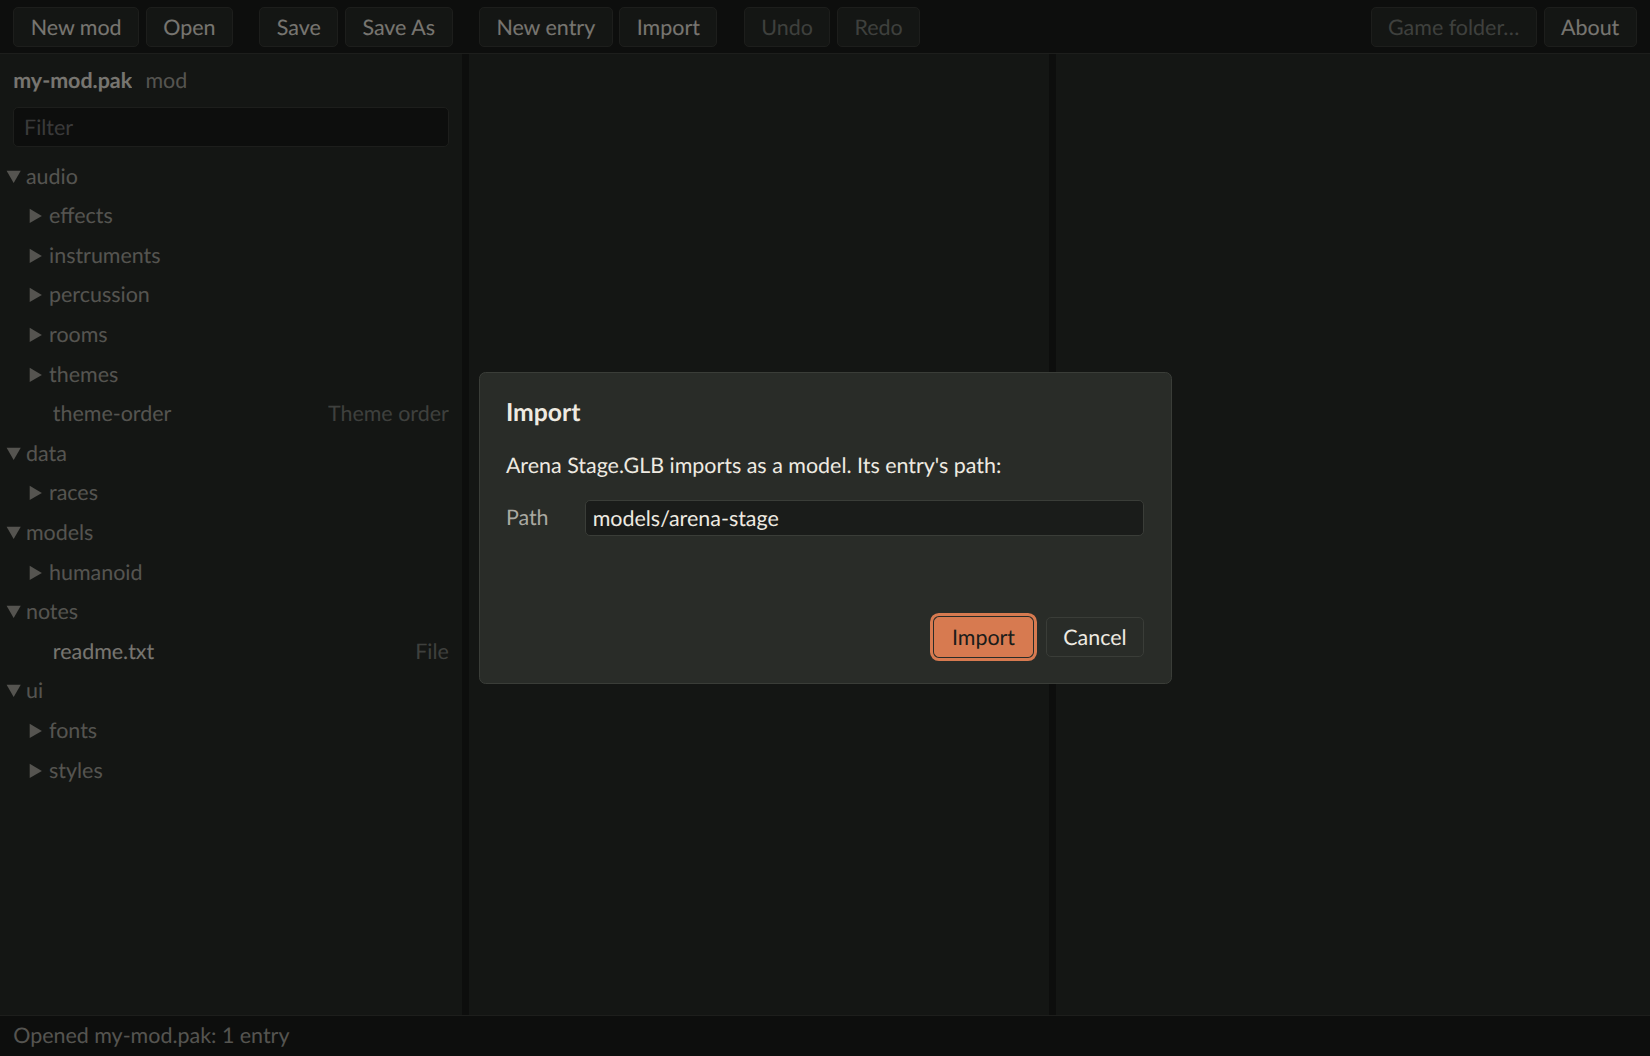 New mod Open Save Save As New entry Import Undo Redo Game folder... About
my-mod.pak mod
Filter
audio
effects
instruments
percussion
rooms
themes
theme-order Theme order
data
races
models
humanoid
notes
readme.txt File
ui
fonts
styles
Import
Arena Stage.GLB imports as a model. Its entry's path:
Path models/arena-stage
Import Cancel
Opened my-mod.pak: 1 entry